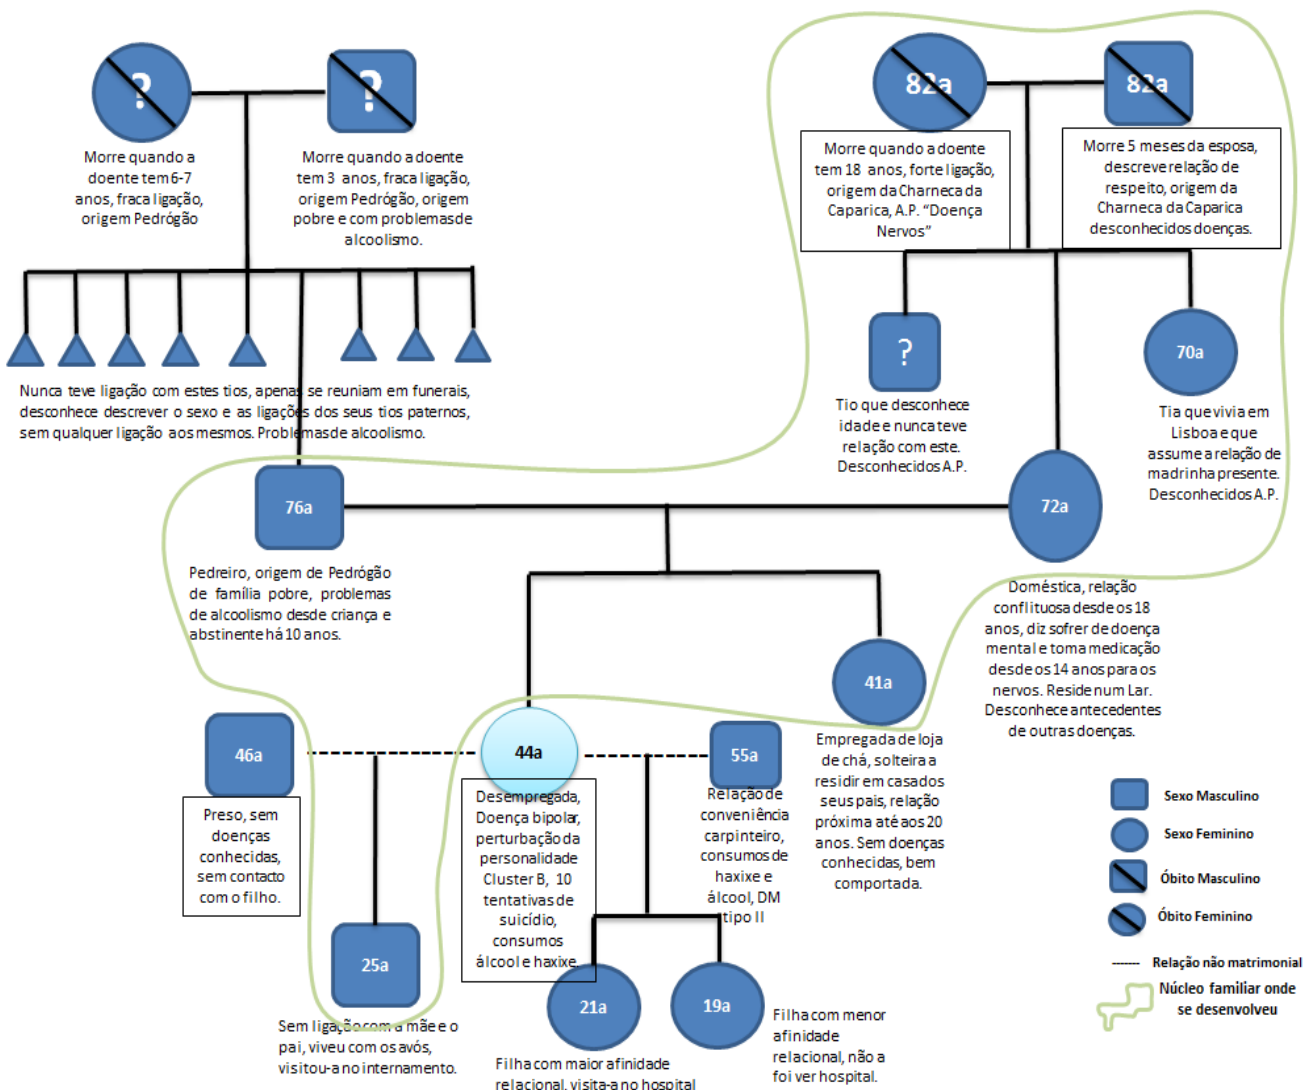 ?
?
82a
82a
Morre quando a
doente tem 6-7
anos, fraca ligação,
origem Pedrógão
Morre quando a doente
tem 3 anos, fraca ligação,
origem Pedrógão, origem
pobre e com problemas de
alcoolismo.
Morre quando a doente
tem 18 anos, forte ligação,
origem da Charneca da
Caparica, A.P. “Doença
Nervos”
Morre 5 meses da esposa,
descreve relação de
respeito, origem da
Charneca da Caparica
desconhecidos doenças.
?
70a
Nunca teve ligação com estes tios, apenas se reuniam em funerais,
desconhece descrever o sexo e as ligações dos seus tios paternos,
sem qualquer ligação aos mesmos. Problemas de alcoolismo.
Tio que desconhece
idade e nunca teve
relação com este.
Desconhecidos A.P.
Tia que vivia em
Lisboa e que
assume a relação de
madrinha presente.
Desconhecidos A.P.
76a
72a
Pedreiro, origem de Pedrógão
de família pobre, problemas
de alcoolismo desde criança e
abstinente há 10 anos.
Doméstica, relação
conflituosa desde os 18
anos, diz sofrer de doença
mental e toma medicação
desde os 14 anos para os
nervos. Reside num Lar.
Desconhece antecedentes
de outras doenças.
41a
46a
44a
55a
Empregada de loja
de chá, solteira a
residir em casa dos
seus pais, relação
próxima até aos 20
anos. Sem doenças
conhecidas, bem
comportada.
Preso, sem
doenças
conhecidas,
sem contacto
com o filho.
Desempregada,
Doença bipolar,
perturbação da
personalidade
Cluster B, 10
tentativas de
suicídio,
consumos
álcool e haxixe.
Relação de
conveniência
carpinteiro,
consumos de
haxixe e
álcool, DM
tipo II
25a
21a
19a
Sem ligação com a mãe e o
pai, viveu com os avós,
visitou-a no internamento.
Filha com maior afinidade
relacional, visita-a no hospital
Filha com menor
afinidade
relacional, não a
foi ver hospital.
Sexo Masculino
Sexo Feminino
Óbito Masculino
Óbito Feminino
------- Relação não matrimonial
Núcleo familiar onde
se desenvolveu